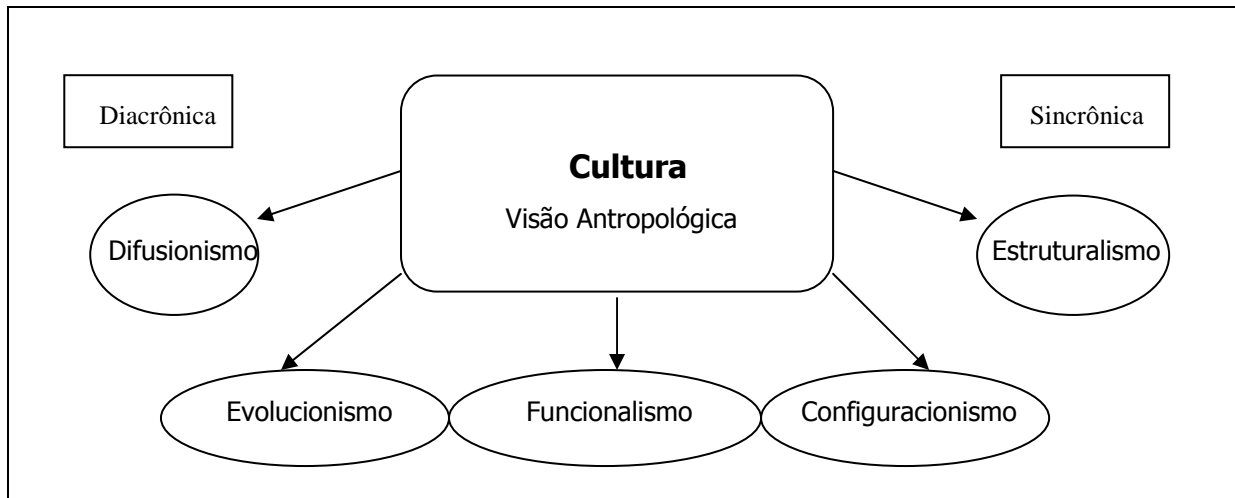 Diacrônica
Sincrônica
Cultura
Visão Antropológica
Difusionismo
Estruturalismo
Evolucionismo
Funcionalismo
Configuracionismo